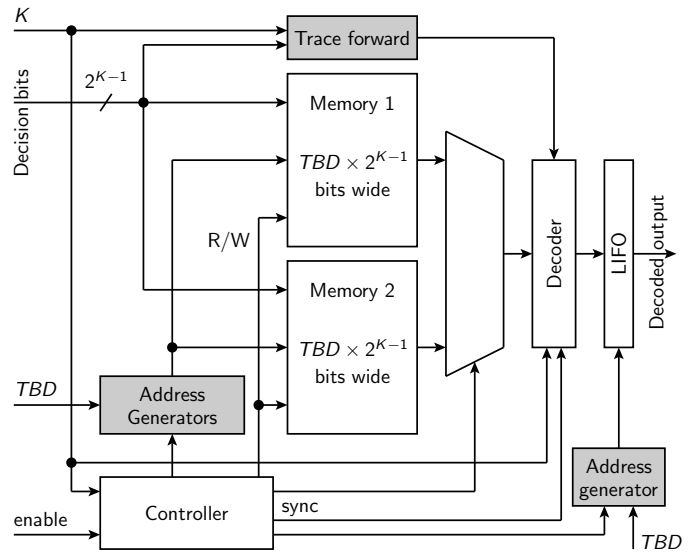 K
Trace forward
2^{K−1}
Decision bits
Memory 1
TBD × 2^{K−1}
bits wide
R/W
Memory 2
TBD × 2^{K−1}
bits wide
Decoder
LIFO
Decoded output
TBD
Address
Generators
Address
generator
Controller
sync
enable
TBD